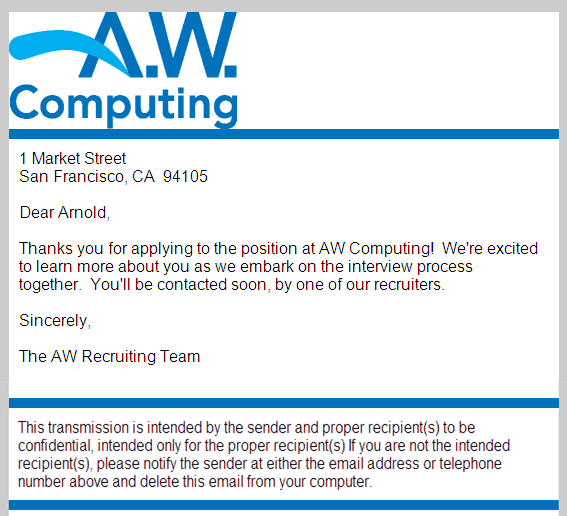 A.W.
Computing
1 Market Street
San Francisco, CA  94105
Dear Arnold,
Thanks you for applying to the position at AW Computing!  We're excited
to learn more about you as we embark on the interview process
together.  You'll be contacted soon, by one of our recruiters.
Sincerely,
The AW Recruiting Team
This transmission is intended by the sender and proper recipient(s) to be
confidential, intended only for the proper recipient(s) If you are not the intended
recipient(s), please notify the sender at either the email address or telephone
number above and delete this email from your computer.